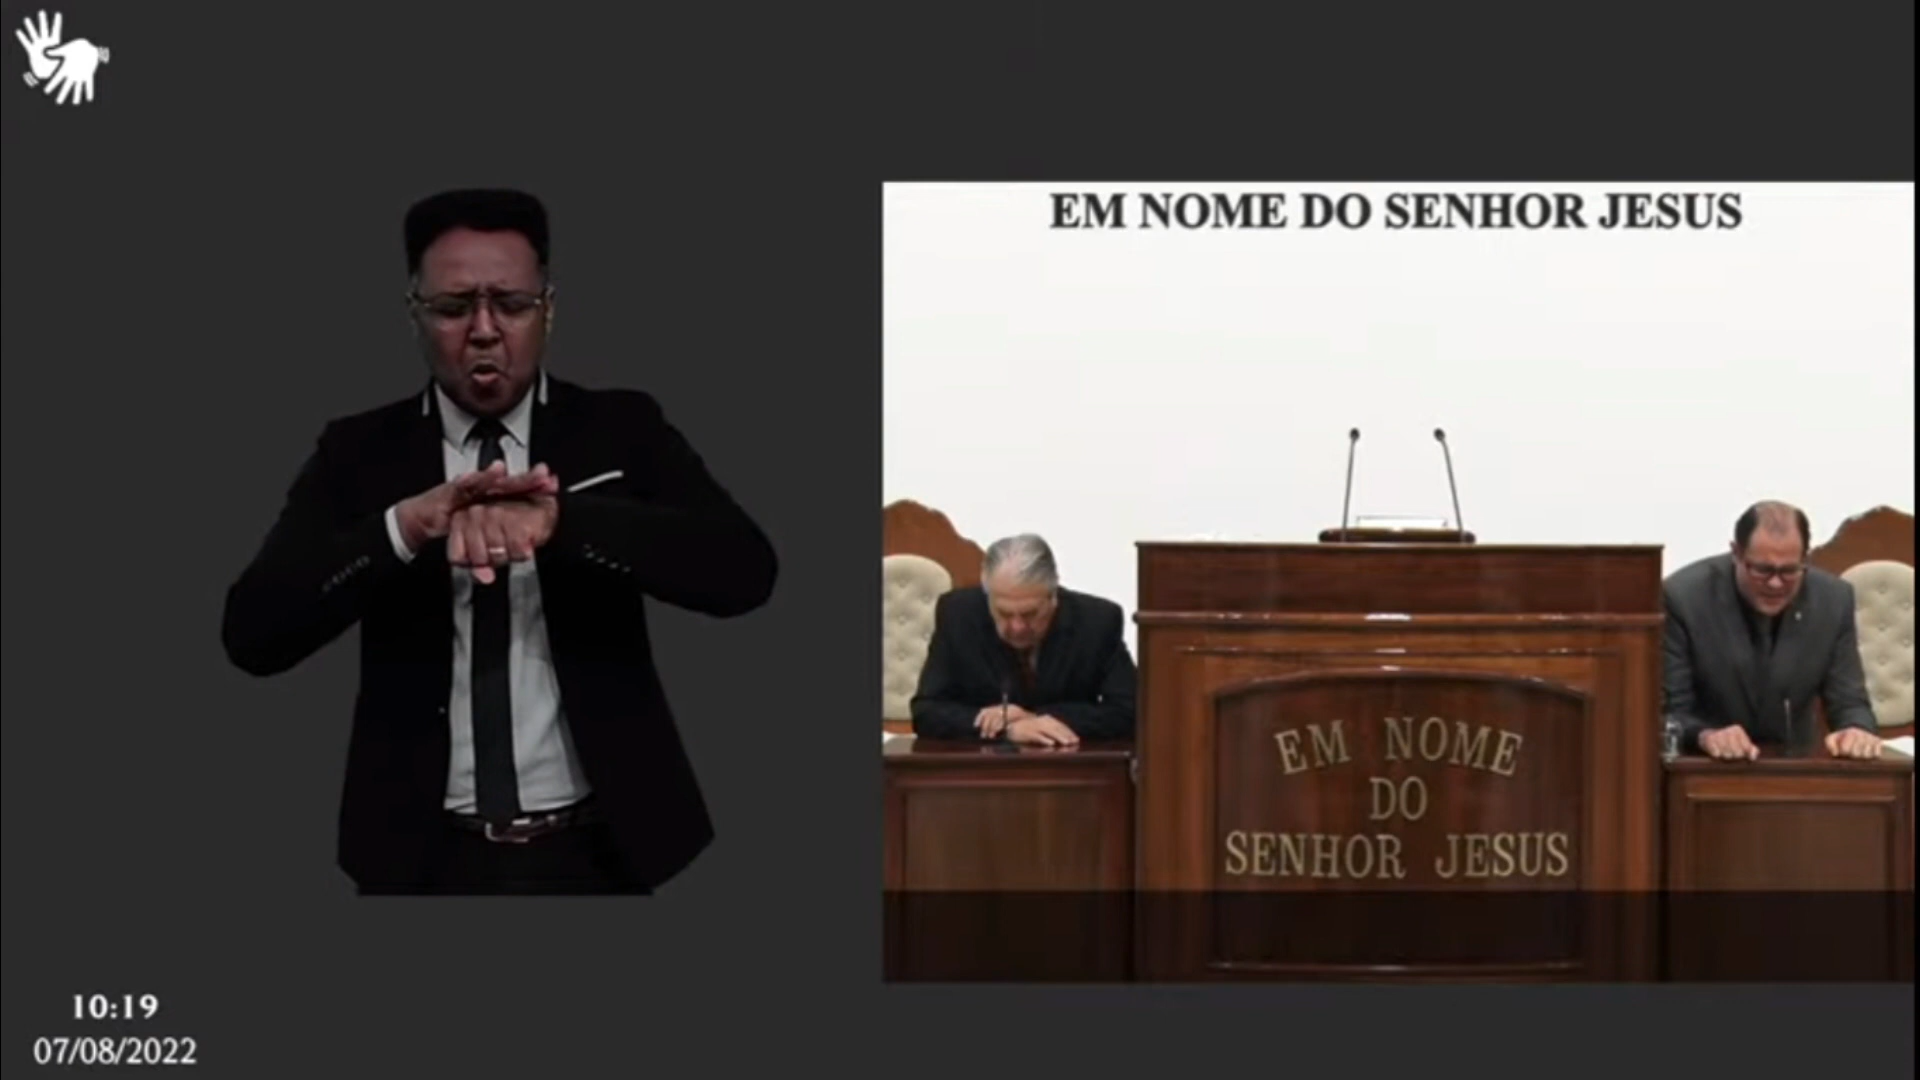 EM NOME DO SENHOR JESUS
EM NOME
DO
SENHOR JESUS
10:19
07/08/2022